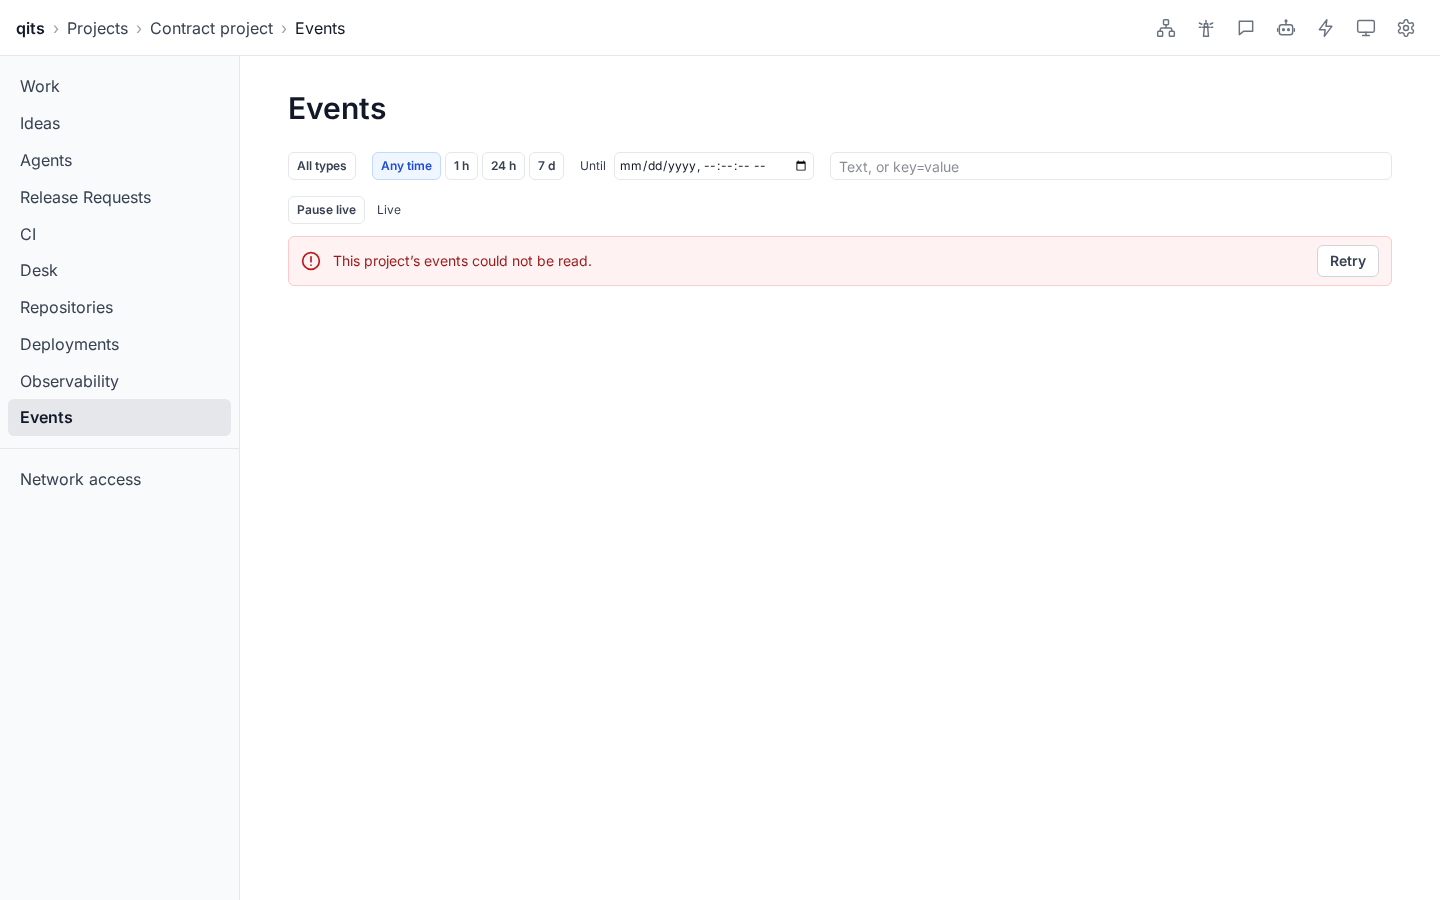 qits › Projects › Contract project › Events
Work
Ideas
Agents
Release Requests
CI
Desk
Repositories
Deployments
Observability
Events
Network access
Events
All types Any time 1 h 24 h 7 d Until mm/dd/yyyy, --:--:-- -- Text, or key=value
Pause live Live
This project’s events could not be read. Retry